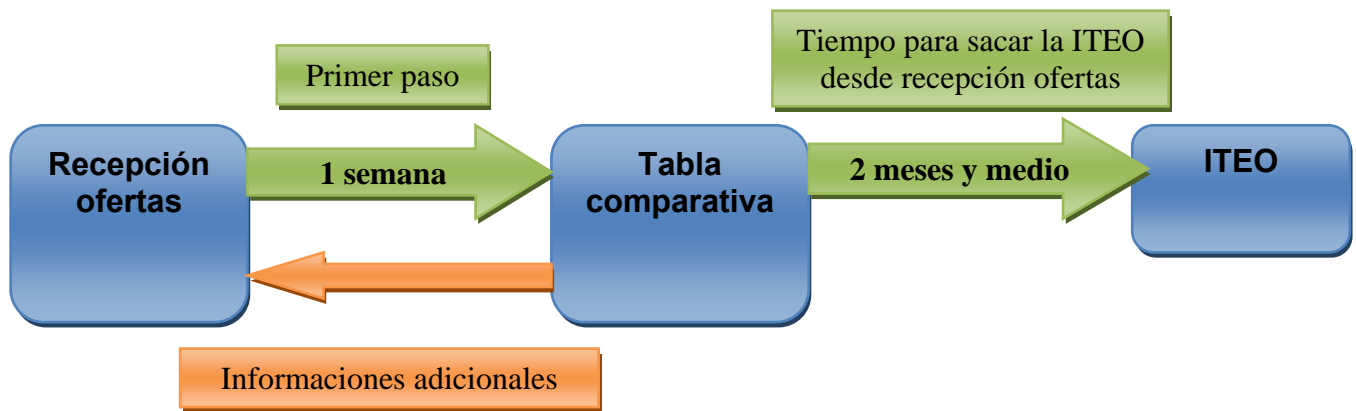 Primer paso
Tiempo para sacar la ITEO
desde recepción ofertas
Recepción
ofertas
1 semana
Tabla
comparativa
2 meses y medio
ITEO
Informaciones adicionales